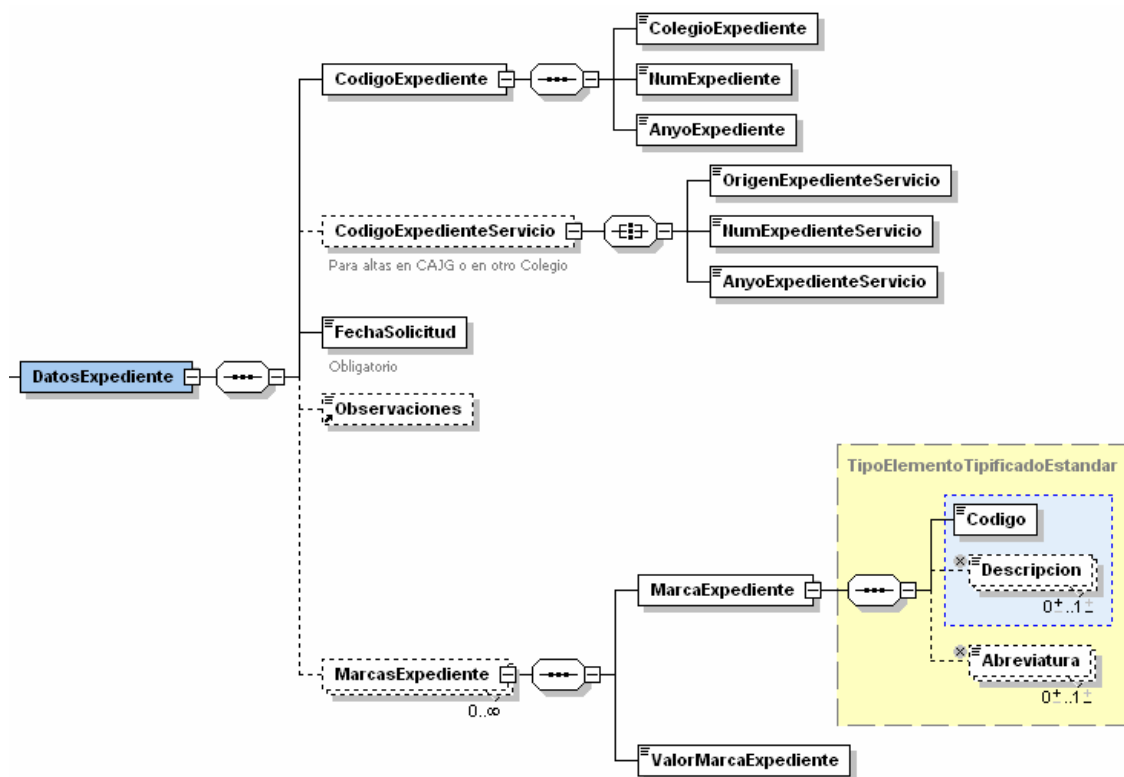 ColegioExpediente
CodigoExpediente
NumExpediente
AnyoExpediente
OrigenExpedienteServicio
CodigoExpedienteServicio
NumExpedienteServicio
Para altas en CAJG o en otro Colegio
AnyoExpedienteServicio
FechaSolicitud
Obligatorio
DatosExpediente
Observaciones
TipoElementoTipificadoEstandar
Codigo
Descripcion
0±..1±
MarcaExpediente
Abreviatura
0±..1±
MarcasExpediente
0..∞
ValorMarcaExpediente